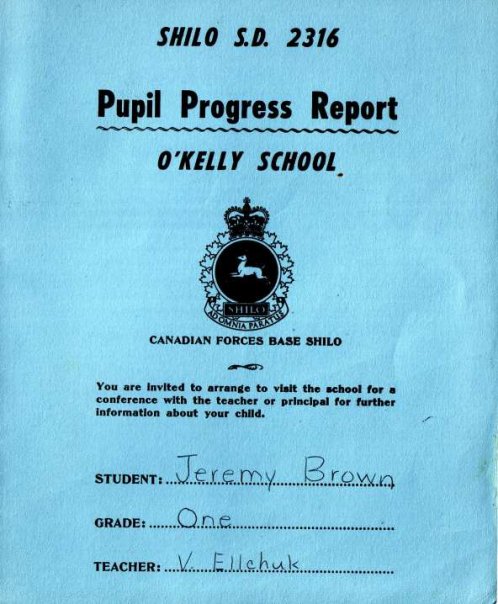 SHILO S.D. 2316
Pupil Progress Report
O'KELLY SCHOOL
SHILO
AD OMNIA PARATUS
CANADIAN FORCES BASE SHILO
You are invited to arrange to visit the school for a
conference with the teacher or principal for further
information about your child.
STUDENT: Jeremy Brown
GRADE: One
TEACHER: V. Ellchuk